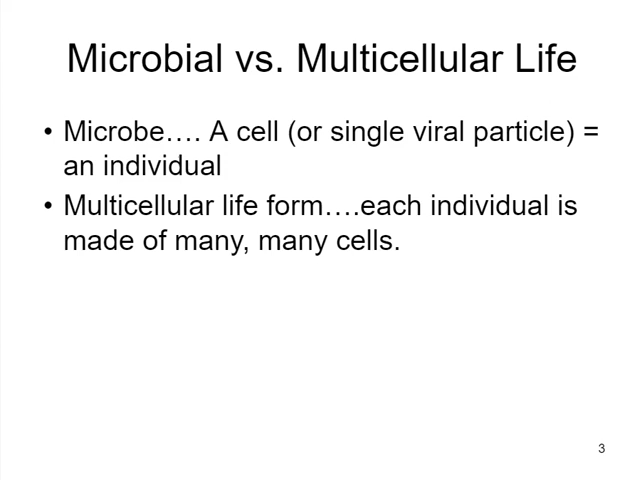 Microbial vs. Multicellular Life
• Microbe…. A cell (or single viral particle) =
an individual
• Multicellular life form….each individual is
made of many, many cells.
3